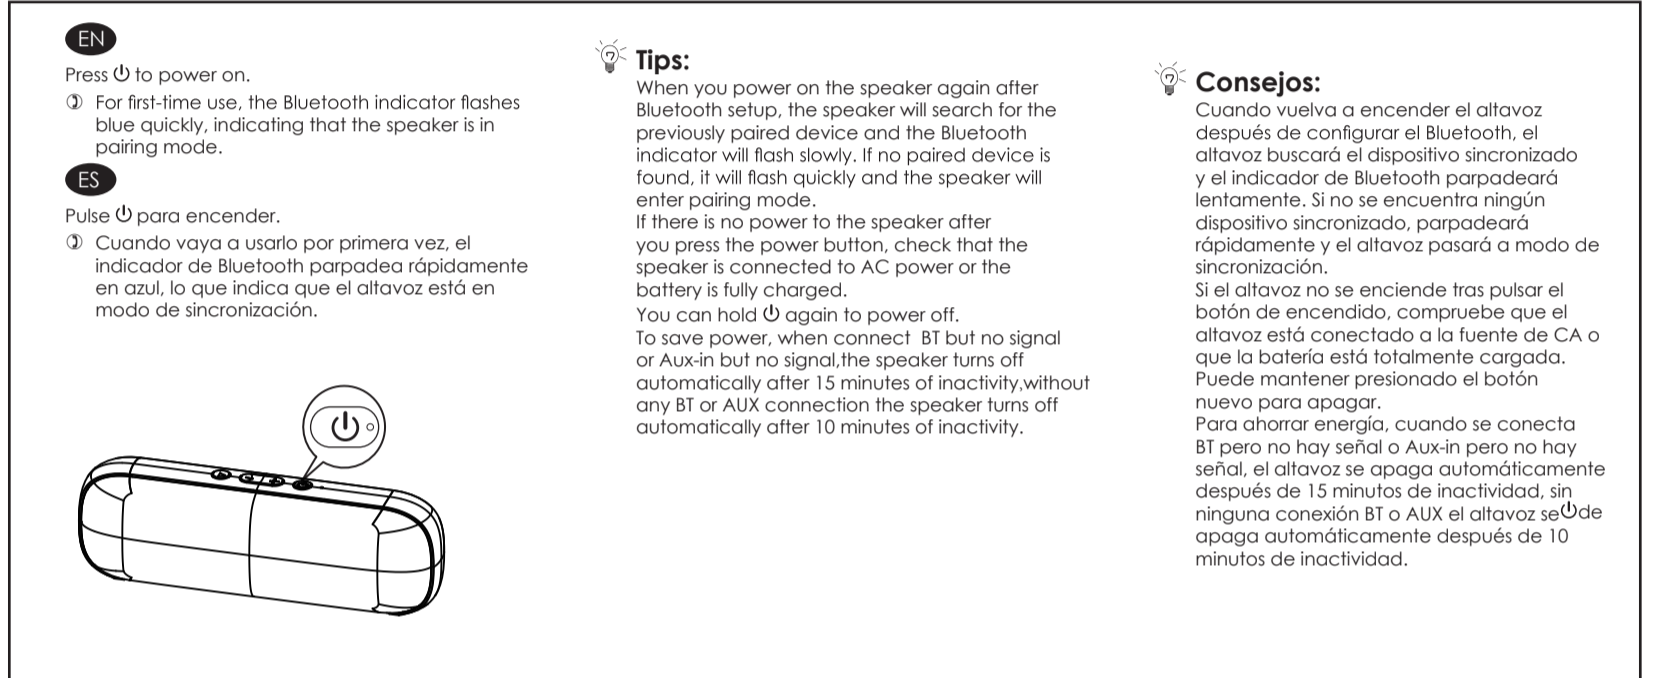 EN
Press ⏻ to power on.
For first-time use, the Bluetooth indicator flashes
blue quickly, indicating that the speaker is in
pairing mode.
ES
Pulse ⏻ para encender.
Cuando vaya a usarlo por primera vez, el
indicador de Bluetooth parpadea rápidamente
en azul, lo que indica que el altavoz está en
modo de sincronización.
Tips:
When you power on the speaker again after
Bluetooth setup, the speaker will search for the
previously paired device and the Bluetooth
indicator will flash slowly. If no paired device is
found, it will flash quickly and the speaker will
enter pairing mode.
If there is no power to the speaker after
you press the power button, check that the
speaker is connected to AC power or the
battery is fully charged.
You can hold ⏻ again to power off.
To save power, when connect  BT but no signal
or Aux-in but no signal,the speaker turns off
automatically after 15 minutes of inactivity,without
any BT or AUX connection the speaker turns off
automatically after 10 minutes of inactivity.
Consejos:
Cuando vuelva a encender el altavoz
después de configurar el Bluetooth, el
altavoz buscará el dispositivo sincronizado
y el indicador de Bluetooth parpadeará
lentamente. Si no se encuentra ningún
dispositivo sincronizado, parpadeará
rápidamente y el altavoz pasará a modo de
sincronización.
Si el altavoz no se enciende tras pulsar el
botón de encendido, compruebe que el
altavoz está conectado a la fuente de CA o
que la batería está totalmente cargada.
Puede mantener presionado el botón
nuevo para apagar.
Para ahorrar energía, cuando se conecta
BT pero no hay señal o Aux-in pero no hay
señal, el altavoz se apaga automáticamente
después de 15 minutos de inactividad, sin
ninguna conexión BT o AUX el altavoz se⏻de
apaga automáticamente después de 10
minutos de inactividad.